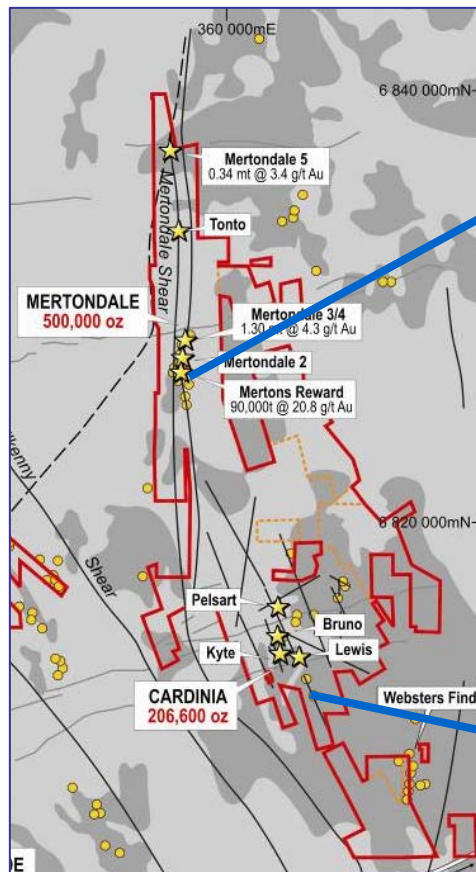 360 000mE
6 840 000mN
Mertondale 5
0.34 mt @ 3.4 g/t Au
Mertondale Shear
Tonto
MERTONDALE
500,000 oz
Mertondale 3/4
1.30 mt @ 4.3 g/t Au
Mertondale 2
Mertons Reward
90,000t @ 20.8 g/t Au
Shear
6 820 000mN
Pelsart
Bruno
Kyte
Lewis
CARDINIA
206,600 oz
Websters Find